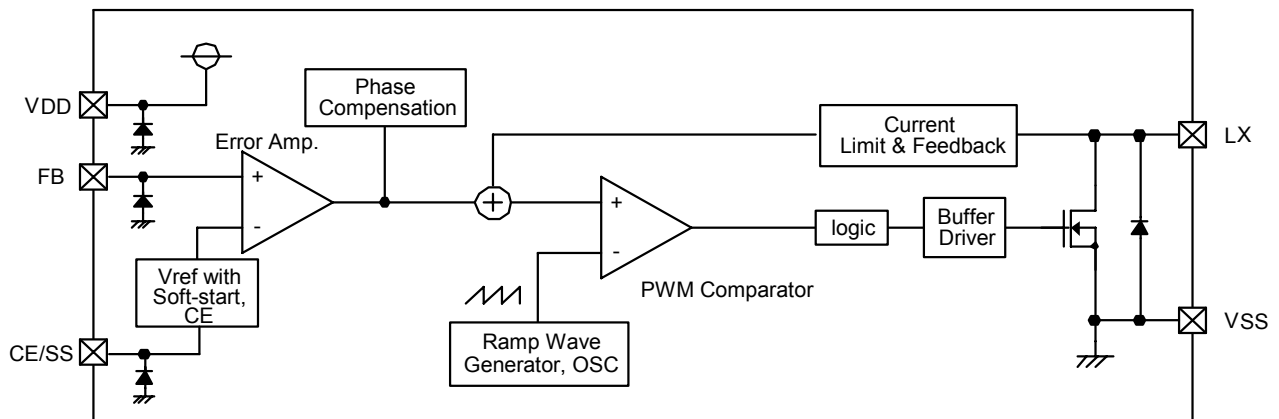 VDD
Phase
Compensation
Error Amp.
Current
Limit & Feedback
LX
FB
+
-
+
+
-
logic
Buffer
Driver
Vref with
Soft-start,
CE
PWM Comparator
VSS
CE/SS
Ramp Wave
Generator, OSC